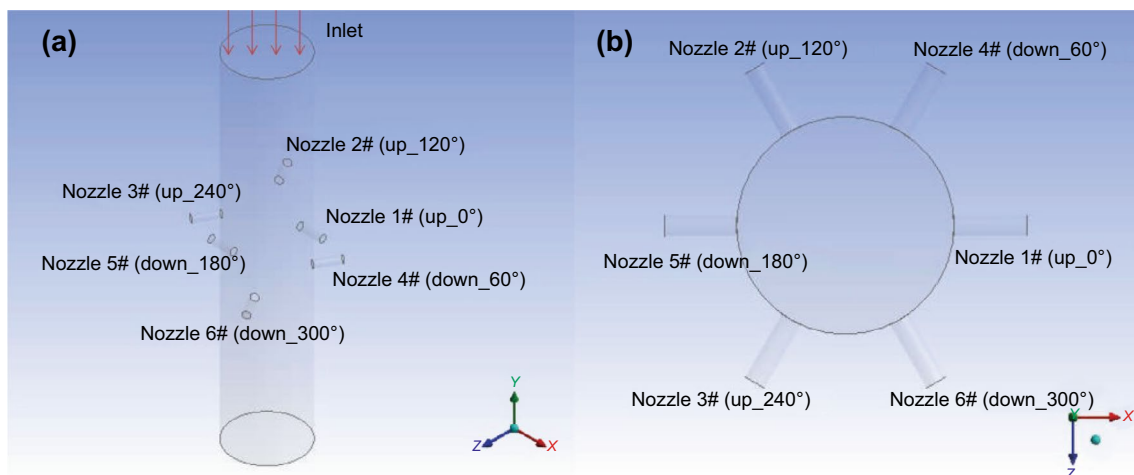 (a)
Inlet
Nozzle 2# (up_120°)
Nozzle 3# (up_240°)
Nozzle 1# (up_0°)
Nozzle 5# (down_180°)
Nozzle 4# (down_60°)
Nozzle 6# (down_300°)
Y
Z
X
(b)
Nozzle 2# (up_120°)
Nozzle 4# (down_60°)
Nozzle 5# (down_180°)
Nozzle 1# (up_0°)
Nozzle 3# (up_240°)
Nozzle 6# (down_300°)
Y
X
Z